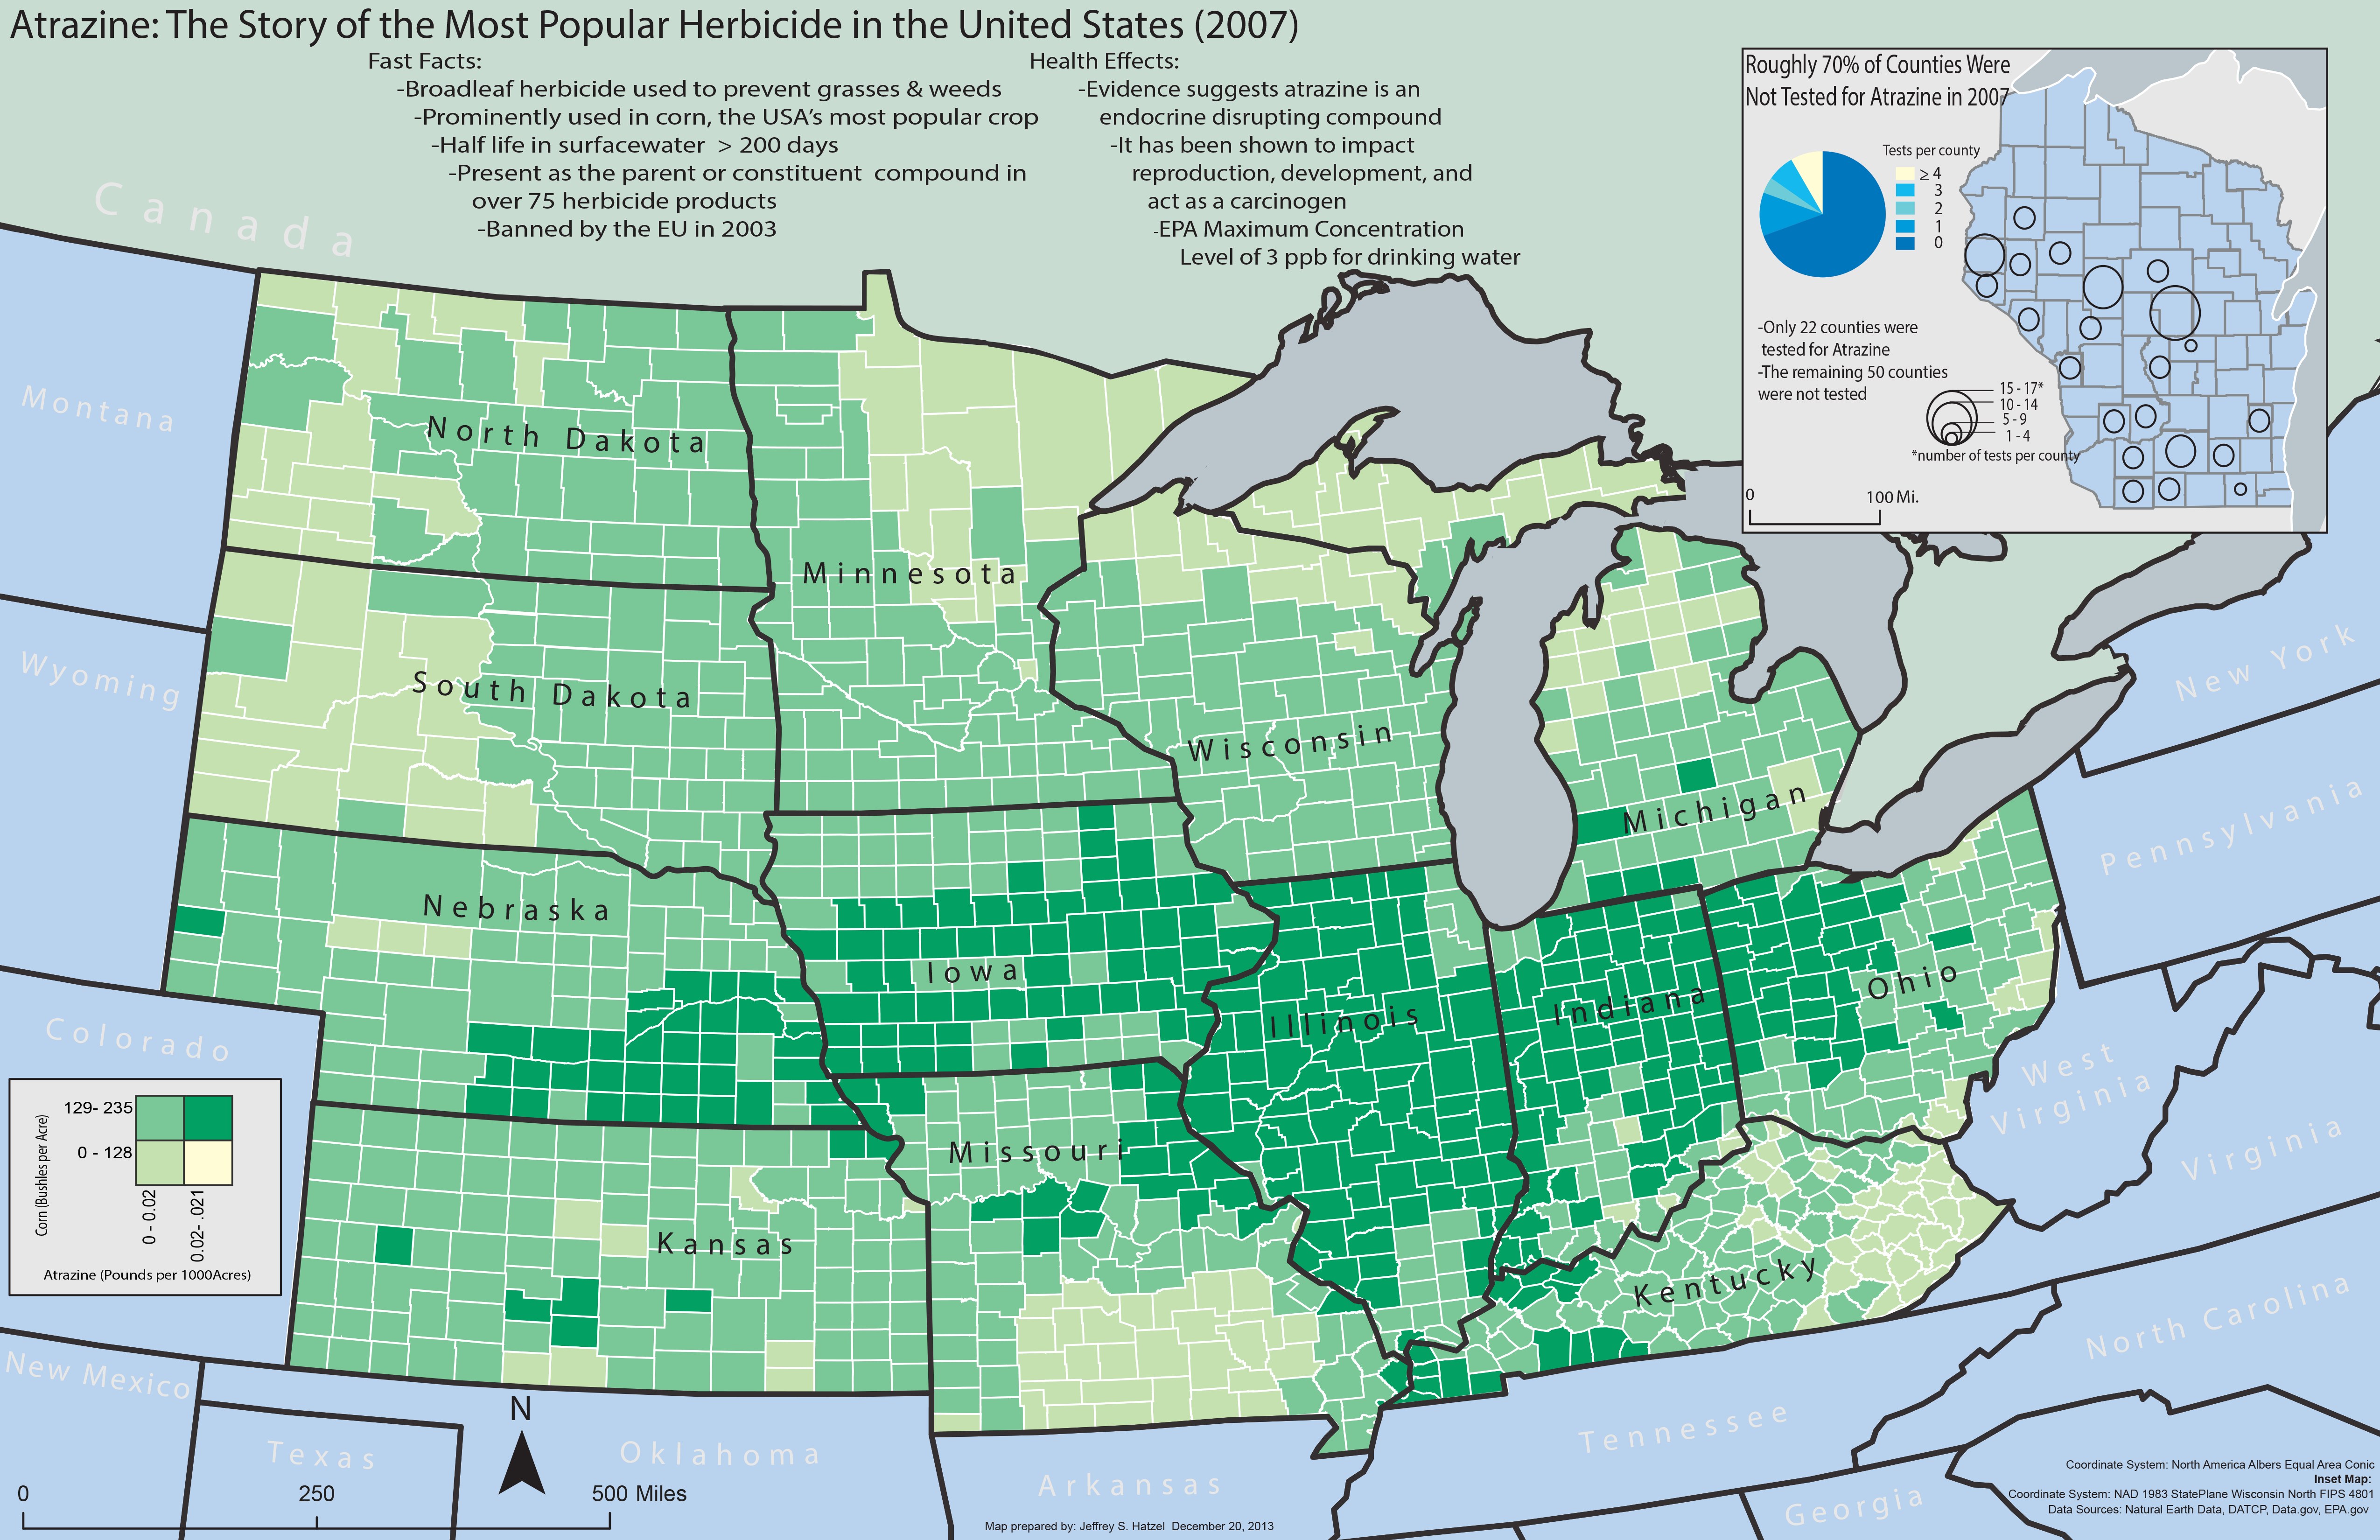 Atrazine: The Story of the Most Popular Herbicide in the United States (2007)
Fast Facts:
-Broadleaf herbicide used to prevent grasses & weeds
-Prominently used in corn, the USA's most popular crop
-Half life in surfacewater > 200 days
-Present as the parent or constituent compound in
over 75 herbicide products
-Banned by the EU in 2003
Health Effects:
-Evidence suggests atrazine is an
endocrine disrupting compound
-It has been shown to impact
reproduction, development, and
act as a carcinogen
-EPA Maximum Concentration
Level of 3 ppb for drinking water
Roughly 70% of Counties Were
Not Tested for Atrazine in 2007
Tests per county
≥ 4
3
2
1
0
-Only 22 counties were
tested for Atrazine
-The remaining 50 counties
were not tested
15 - 17*
10 - 14
5 - 9
1 - 4
*number of tests per county
0
100 Mi.
Canada
Montana
North Dakota
Minnesota
Wyoming
South Dakota
Wisconsin
Michigan
New York
Pennsylvania
Nebraska
Iowa
Illinois
Indiana
Ohio
Colorado
West
Virginia
Virginia
Missouri
Kansas
Kentucky
North Carolina
New Mexico
Texas
Oklahoma
Arkansas
Tennessee
Georgia
Corn (Bushles per Acre)
129- 235
0 - 128
0 - 0.02
0.02- .021
Atrazine (Pounds per 1000Acres)
N
0
250
500 Miles
Map prepared by: Jeffrey S. Hatzel December 20, 2013
Coordinate System: North America Albers Equal Area Conic
Inset Map:
Coordinate System: NAD 1983 StatePlane Wisconsin North FIPS 4801
Data Sources: Natural Earth Data, DATCP, Data.gov, EPA.gov